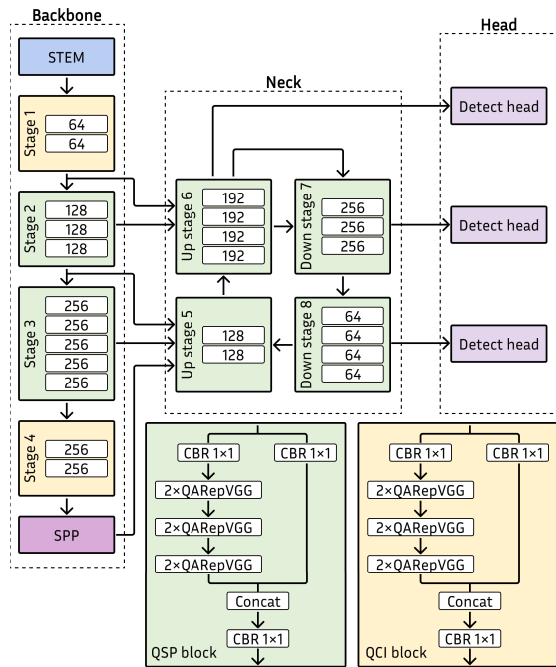 Backbone
Head
STEM
Neck
Detect head
Stage 1
64
64
Stage 2
128
128
128
Up stage 6
192
192
192
192
Down stage 7
256
256
256
Detect head
Stage 3
256
256
256
256
256
Up stage 5
128
128
Down stage 8
64
64
64
64
Detect head
Stage 4
256
256
SPP
CBR 1×1
CBR 1×1
2×QARepVGG
2×QARepVGG
2×QARepVGG
Concat
CBR 1×1
QSP block
CBR 1×1
CBR 1×1
2×QARepVGG
2×QARepVGG
2×QARepVGG
Concat
CBR 1×1
QCI block